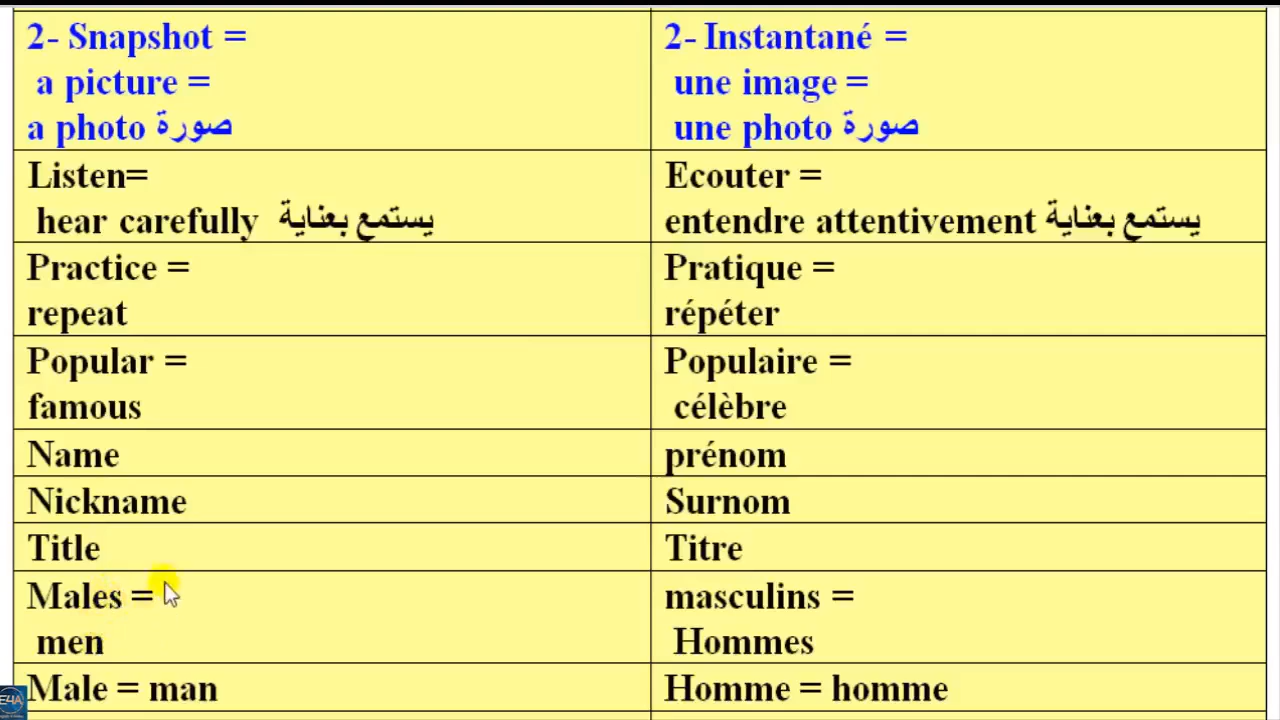 2- Snapshot =
a picture =
a photo صورة
2- Instantané =
une image =
une photo صورة
Listen=
hear carefully يستمع بعناية
Ecouter =
entendre attentivement يستمع بعناية
Practice =
repeat
Pratique =
répéter
Popular =
famous
Populaire =
célèbre
Name
prénom
Nickname
Surnom
Title
Titre
Males =
men
masculins =
Hommes
Male = man
Homme = homme
E4A